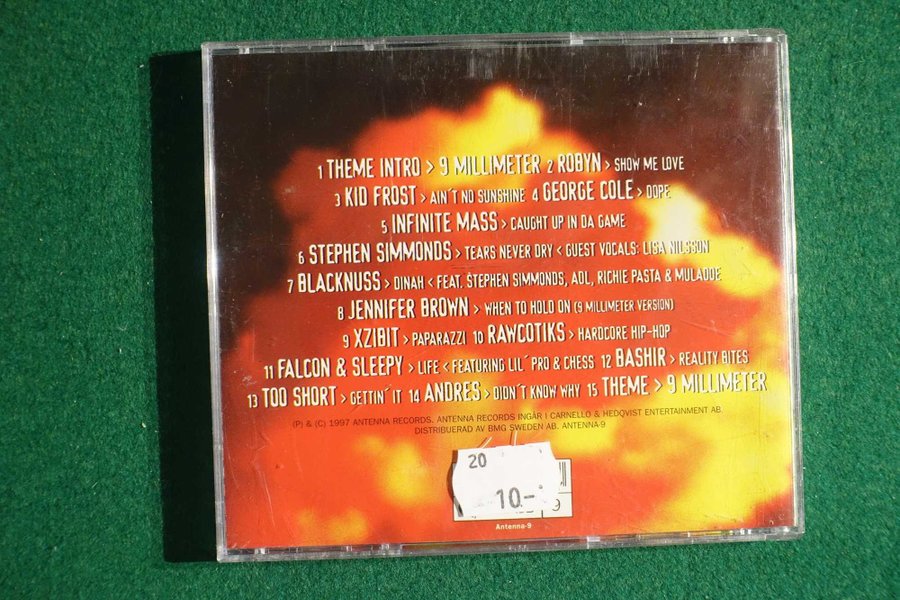 1 THEME INTRO > 9 MILLIMETER 2 ROBYN > SHOW ME LOVE
3 KID FROST > AIN´T NO SUNSHINE 4 GEORGE COLE > DOPE
5 INFINITE MASS > CAUGHT UP IN DA GAME
6 STEPHEN SIMMONDS > TEARS NEVER DRY < GUEST VOCALS: LISA NILSSON
7 BLACKNUSS > DINAH < FEAT. STEPHEN SIMMONDS, ADL, RICHIE PASTA & MULADOE
8 JENNIFER BROWN > WHEN TO HOLD ON (9 MILLIMETER VERSION)
9 XZIBIT > PAPARAZZI 10 RAWCOTIKS > HARDCORE HIP-HOP
11 FALCON & SLEEPY > LIFE < FEATURING LIL´ PRO & CHESS 12 BASHIR > REALITY BITES
13 TOO SHORT > GETTIN´ IT 14 ANDRES > DIDN´T KNOW WHY 15 THEME > 9 MILLIMETER
(P) & (C) 1997 ANTENNA RECORDS. ANTENNA RECORDS INGÅR I CARNELLO & HEDQVIST ENTERTAINMENT AB.
DISTRIBUERAD AV BMG SWEDEN AB. ANTENNA-9
20
10.-
9
Antenna-9